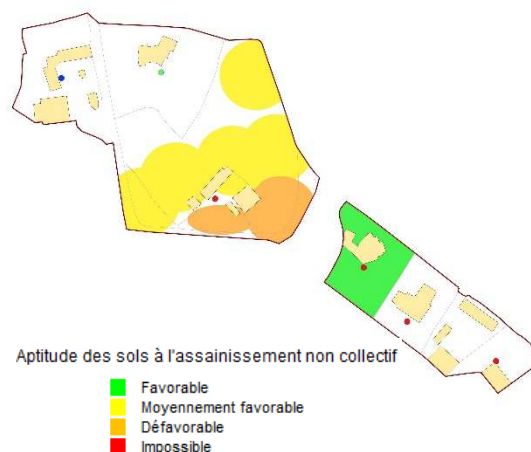 Aptitude des sols à l'assainissement non collectif
Favorable
Moyennement favorable
Défavorable
Impossible